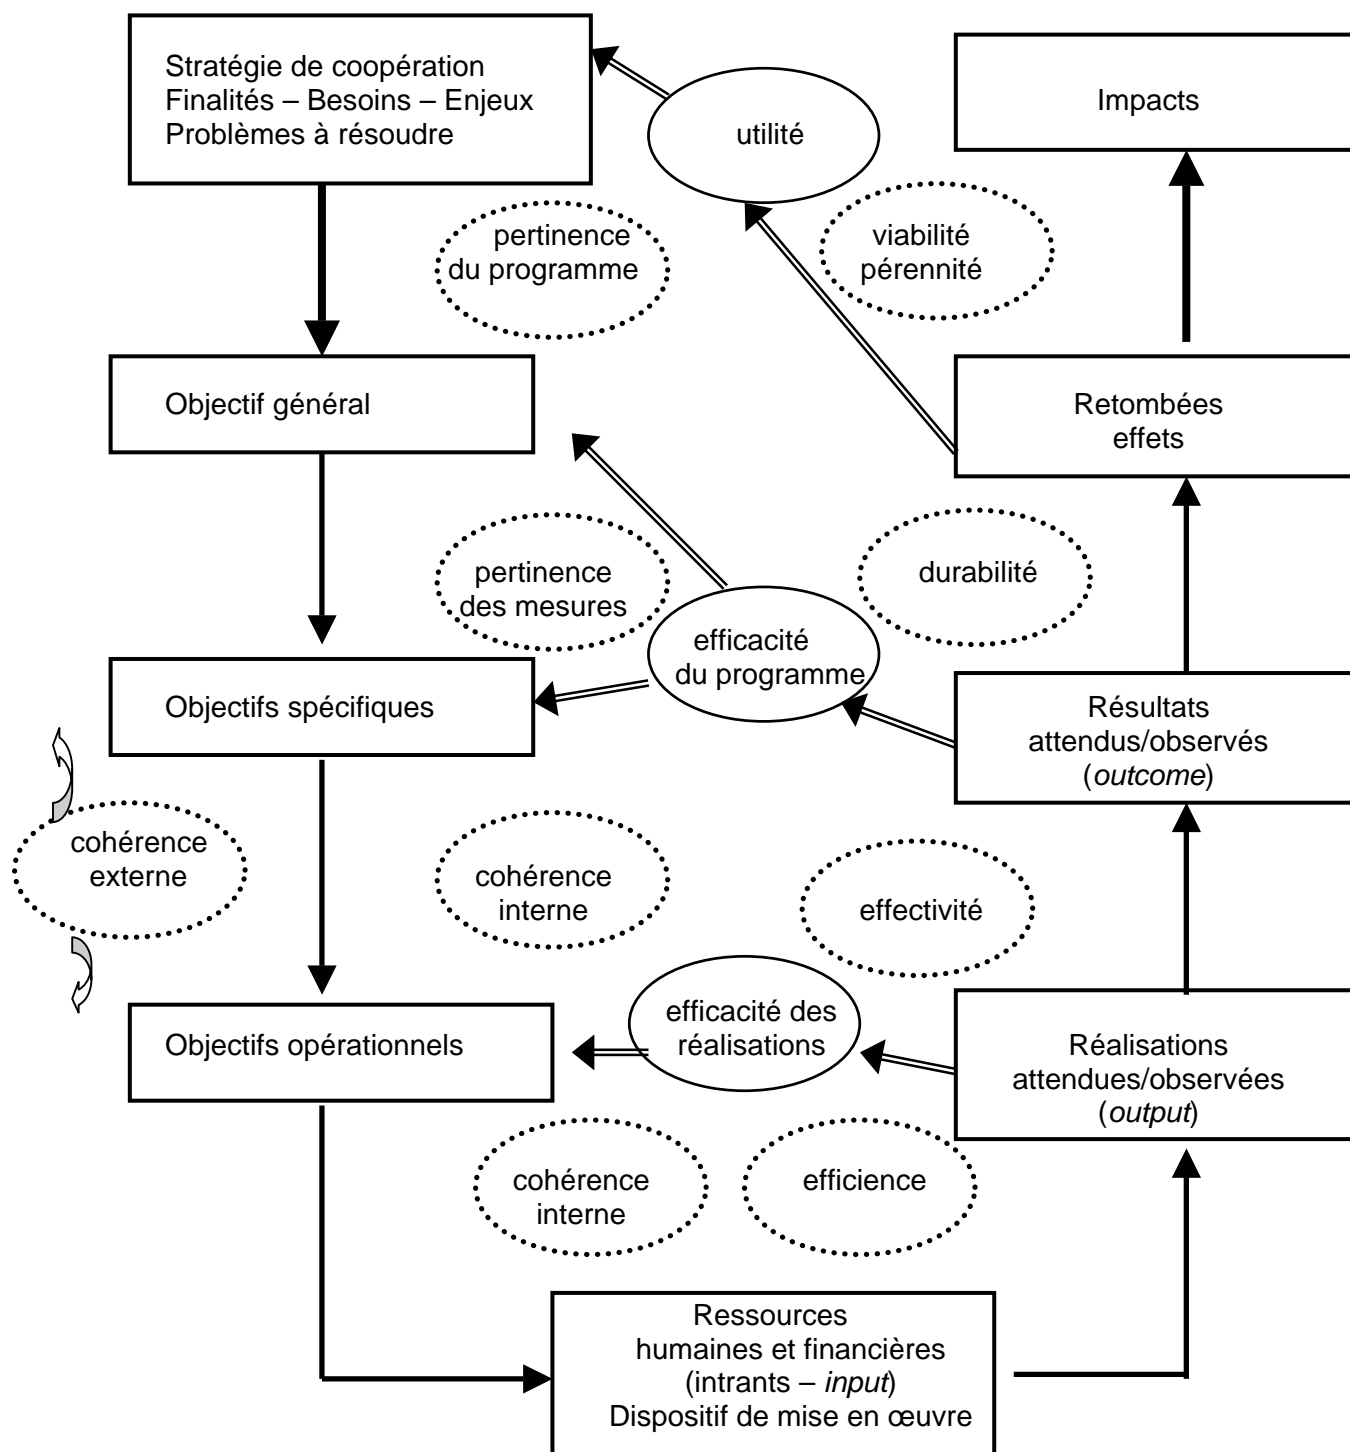 Stratégie de coopération
Finalités – Besoins – Enjeux
Problèmes à résoudre
utilité
Impacts
pertinence
du programme
viabilité
pérennité
Objectif général
Retombées
effets
pertinence
des mesures
durabilité
efficacité
du programme
Objectifs spécifiques
Résultats
attendus/observés
(outcome)
cohérence
externe
cohérence
interne
effectivité
efficacité des
réalisations
Objectifs opérationnels
Réalisations
attendues/observées
(output)
cohérence
interne
efficience
Ressources
humaines et financières
(intrants – input)
Dispositif de mise en œuvre